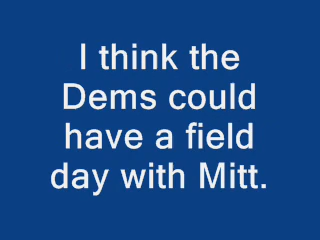 I think the
Dems could
have a field
day with Mitt.